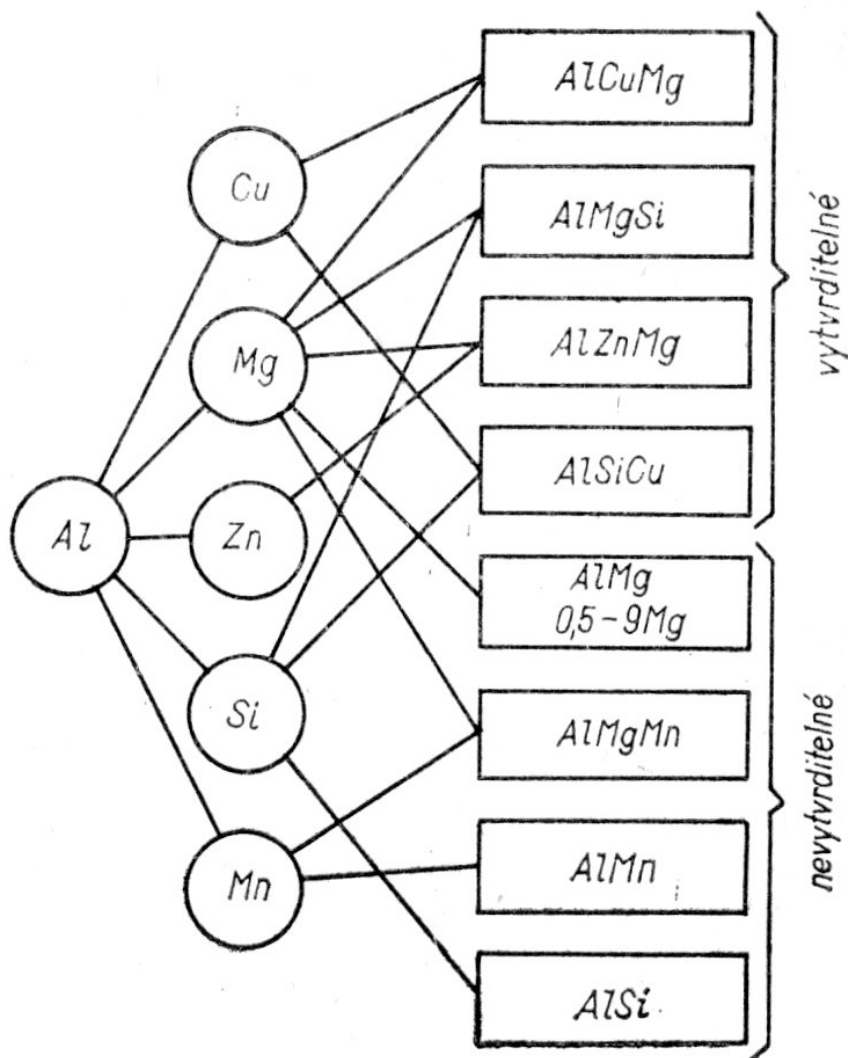 Al
Cu
Mg
Zn
Si
Mn
AlCuMg
AlMgSi
AlZnMg
AlSiCu
AlMg
0,5-9Mg
AlMgMn
AlMn
AlSi
vytvrditelné
nevytvrditelné